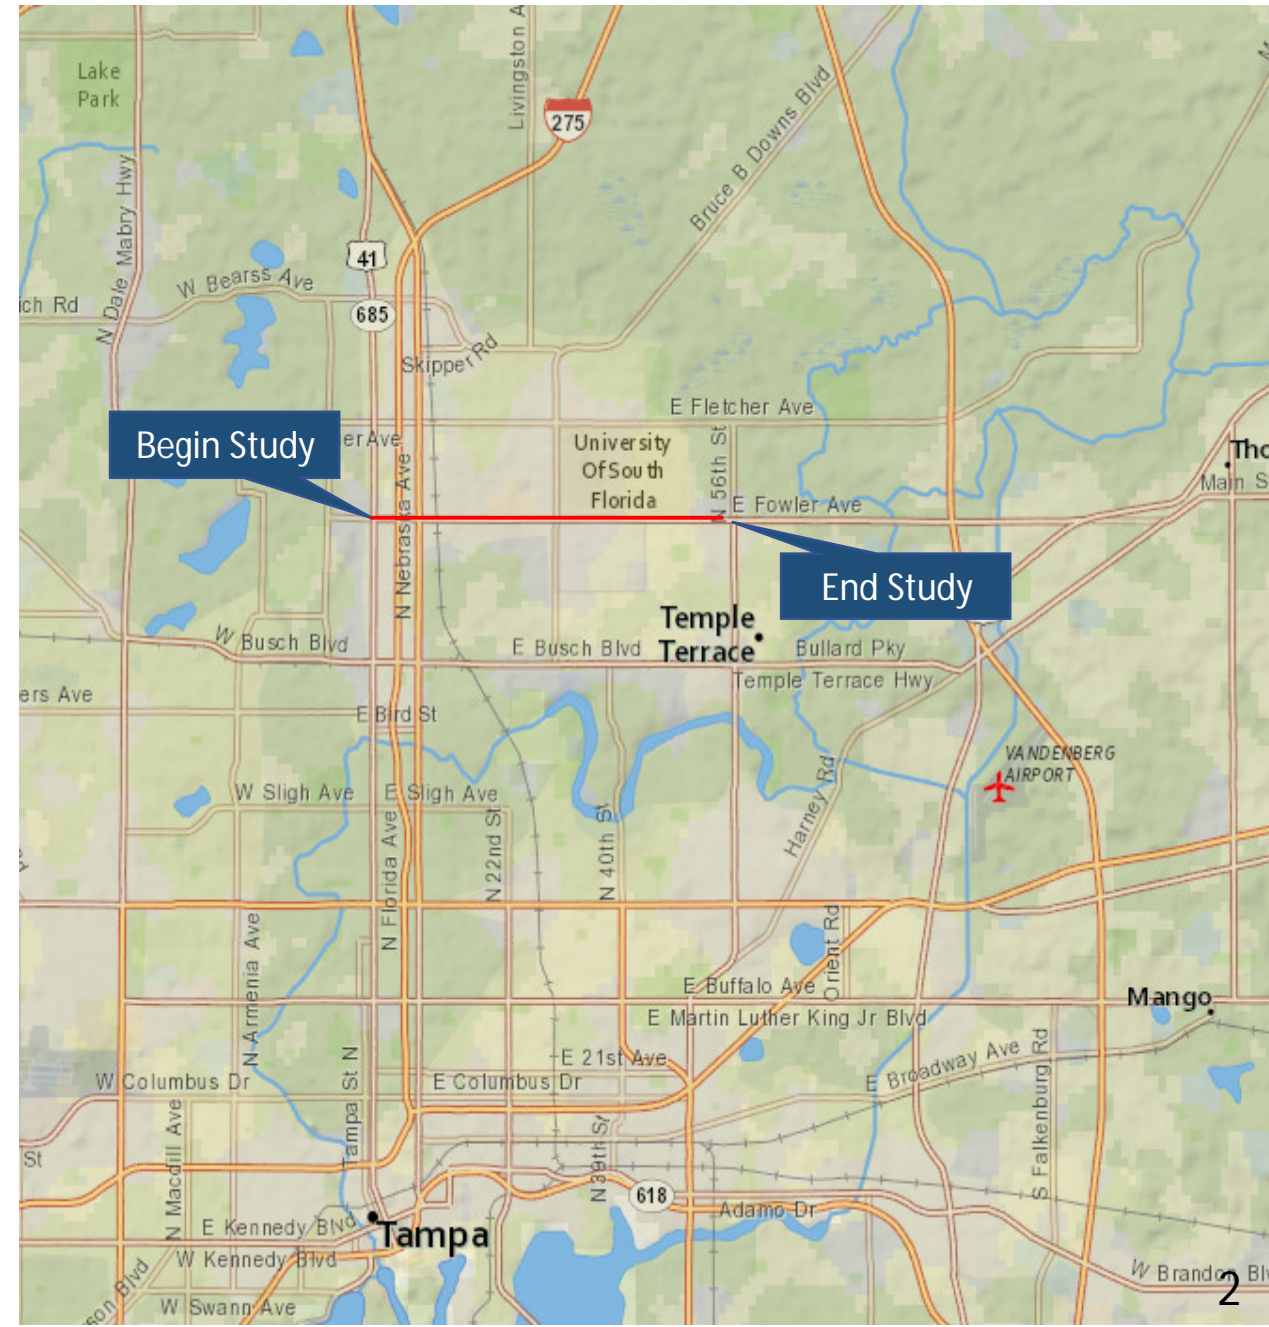 Livingston A
Lake
Park
275
Bruce B Downs Blvd
N Dale Mabry Hwy
41
W Bearss Ave
ich Rd
685
Skipper Rd
E Fletcher Ave
Begin Study
er Ave
University
Of South
Florida
N 56th St
Tho
Main S
E Fowler Ave
N Nebraska Ave
End Study
Temple
Terrace
W Busch Blvd
E Busch Blvd
Bullard Pky
Temple Terrace Hwy
ers Ave
E Bird St
VANDENBERG
AIRPORT
W Sligh Ave
E Sligh Ave
Harney Rd
N 22nd St
N 40th St
N Florida Ave
N Armenia Ave
Orient Rd
E Buffalo Ave
Mango
E Martin Luther King Jr Blvd
E 21st Ave
E Broadway Ave
W Columbus Dr
E Columbus Dr
Tampa St N
N Macdill Ave
S Falkenburg Rd
St
N 39th Sy
618
Adamo Dr
E Kennedy Blvd
Tampa
W Kennedy Blvd
W Brandon Blv
2
son Blvd
W Swann Ave